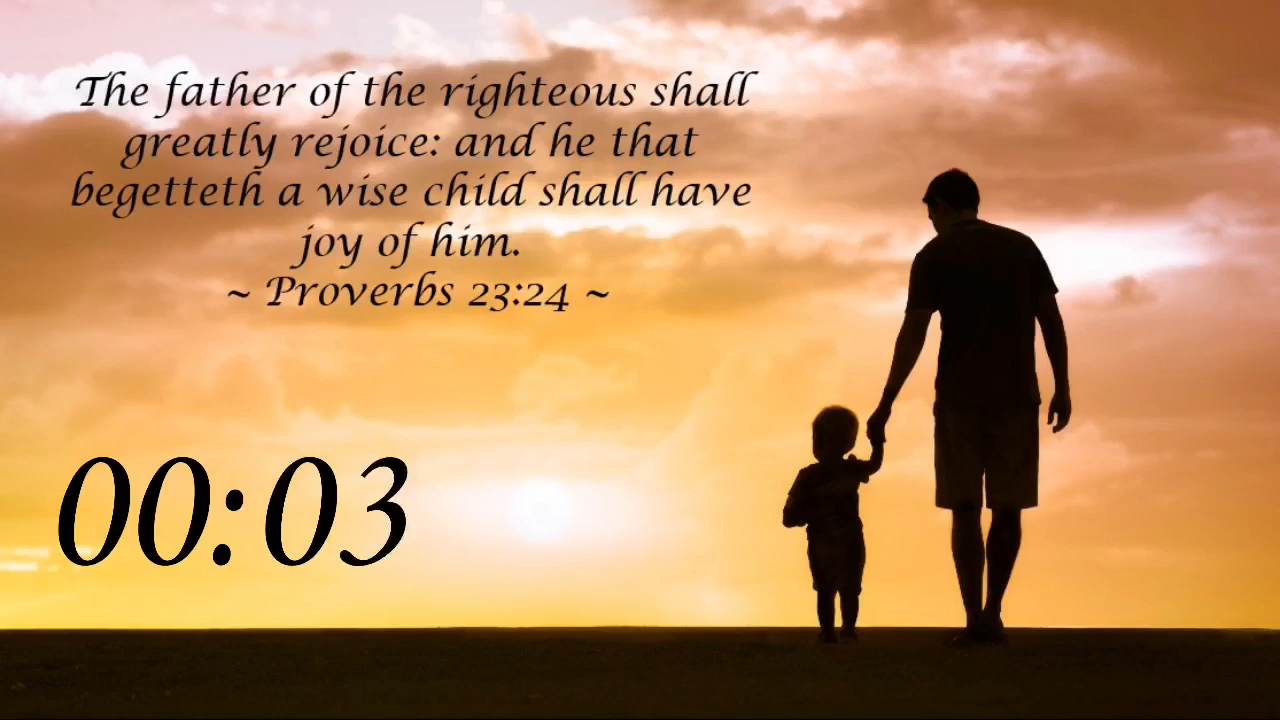 The father of the righteous shall
greatly rejoice: and he that
begetteth a wise child shall have
joy of him.
~ Proverbs 23:24 ~
00:03